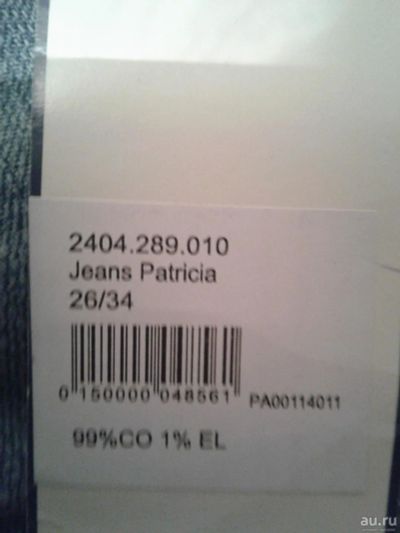 2404.289.010
Jeans Patricia
26/34
0 150000 048561 PA00114011
99%CO 1% EL
au.ru